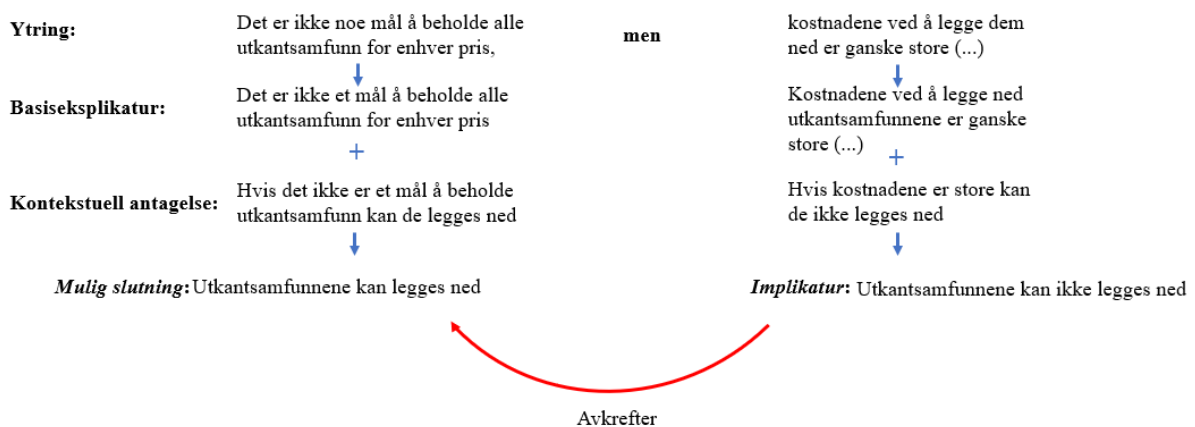 Ytring:
Det er ikke noe mål å beholde alle
utkantsamfunn for enhver pris,
men
kostnadene ved å legge dem
ned er ganske store (...)
Basiseksplikatur:
Det er ikke et mål å beholde alle
utkantsamfunn for enhver pris
Kostnadene ved å legge ned
utkantsamfunnene er ganske
store (...)
+
+
Kontekstuell antagelse:
Hvis det ikke er et mål å beholde
utkantsamfunn kan de legges ned
Hvis kostnadene er store kan
de ikke legges ned
Mulig slutning: Utkantsamfunnene kan legges ned
Implikatur: Utkantsamfunnene kan ikke legges ned
Avkrefter